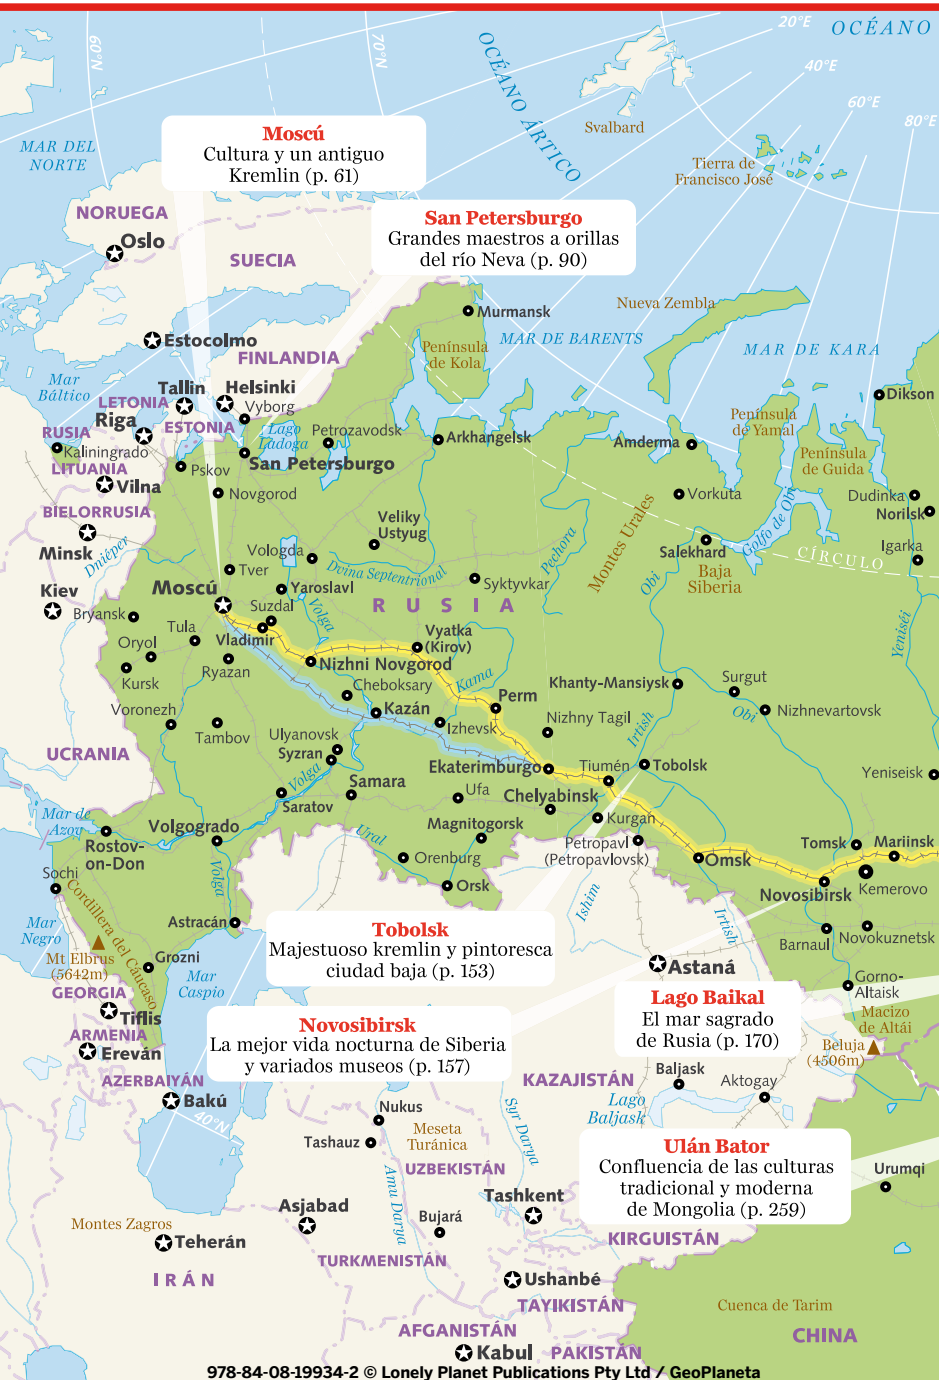 20°E
OCÉANO
60°N
70°N
40°E
60°E
80°E
OCÉANO ÁRTICO
Svalbard
MAR DEL
NORTE
Moscú
Cultura y un antiguo
Kremlin (p. 61)
Tierra de
Francisco José
NORUEGA
Oslo
SUECIA
San Petersburgo
Grandes maestros a orillas
del río Neva (p. 90)
Murmansk
Nueva Zembla
MAR DE BARENTS
MAR DE KARA
Estocolmo
FINLANDIA
Península
de Kola
Mar
Báltico
Tallin
Helsinki
LETONIA
Vyborg
Riga
ESTONIA
Lago
Ladoga
Petrozavodsk
Arkhangelsk
Amderma
Península
de Yamal
Dikson
RUSIA
Kaliningrado
San Petersburgo
Península
de Guida
LITUANIA
Pskov
Vilna
Novgorod
Vorkuta
Dudinka
Norilsk
BIELORRUSIA
Minsk
Dniéper
Veliky
Ustyug
Vologda
Dvina Septentrional
Pechora
Montes Urales
Salekhard
Golfo de Obi
CÍRCULO
Igarka
Obi
Baja
Siberia
Kiev
Tver
Syktyvkar
Moscú
Yaroslavl
RUSIA
Bryansk
Suzdal
Volga
Yeniséi
Tula
Vladimir
Vyatka
(Kirov)
Oryol
Nizhni Novgorod
Kursk
Ryazan
Cheboksary
Kama
Perm
Khanty-Mansiysk
Surgut
Voronezh
Kazán
Obi
Nizhnevartovsk
Tambov
Izhevsk
Nizhny Tagil
Irtish
Ulyanovsk
UCRANIA
Syzran
Ekaterimburgo
Tiumén
Tobolsk
Yeniseisk
Volga
Samara
Ufa
Chelyabinsk
Saratov
Mar de
Azov
Volgogrado
Ural
Magnitogorsk
Kurgan
Rostov-
on-Don
Petropavl
(Petropavlovsk)
Tomsk
Mariinsk
Orenburg
Omsk
Sochi
Volga
Orsk
Ishim
Novosibirsk
Kemerovo
Cordillera del Cáucaso
Mar
Negro
Astracán
Tobolsk
Majestuoso kremlin y pintoresca
ciudad baja (p. 153)
Irtish
Barnaul
Novokuznetsk
Mt Elbrus
(5642m)
Grozni
Mar
Caspio
Astaná
Gorno-
Altaisk
GEORGIA
Tiflis
Lago Baikal
El mar sagrado
de Rusia (p. 170)
Macizo
de Altái
ARMENIA
Ereván
Novosibirsk
La mejor vida nocturna de Siberia
y variados museos (p. 157)
Beluja
(4506m)
AZERBAIYÁN
KAZAJISTÁN
Baljask
Aktogay
Bakú
40°N
Nukus
Syr Darya
Lago
Baljask
Tashauz
Meseta
Turánica
Ulán Bator
Confluencia de las culturas
tradicional y moderna
de Mongolia (p. 259)
UZBEKISTÁN
Urumqi
Amu Darya
Asjabad
Tashkent
Montes Zagros
Bujará
Teherán
KIRGUISTÁN
TURKMENISTÁN
IRÁN
Ushanbé
TAYIKISTÁN
Cuenca de Tarim
AFGANISTÁN
CHINA
Kabul
PAKISTÁN
978-84-08-19934-2 © Lonely Planet Publications Pty Ltd / GeoPlaneta